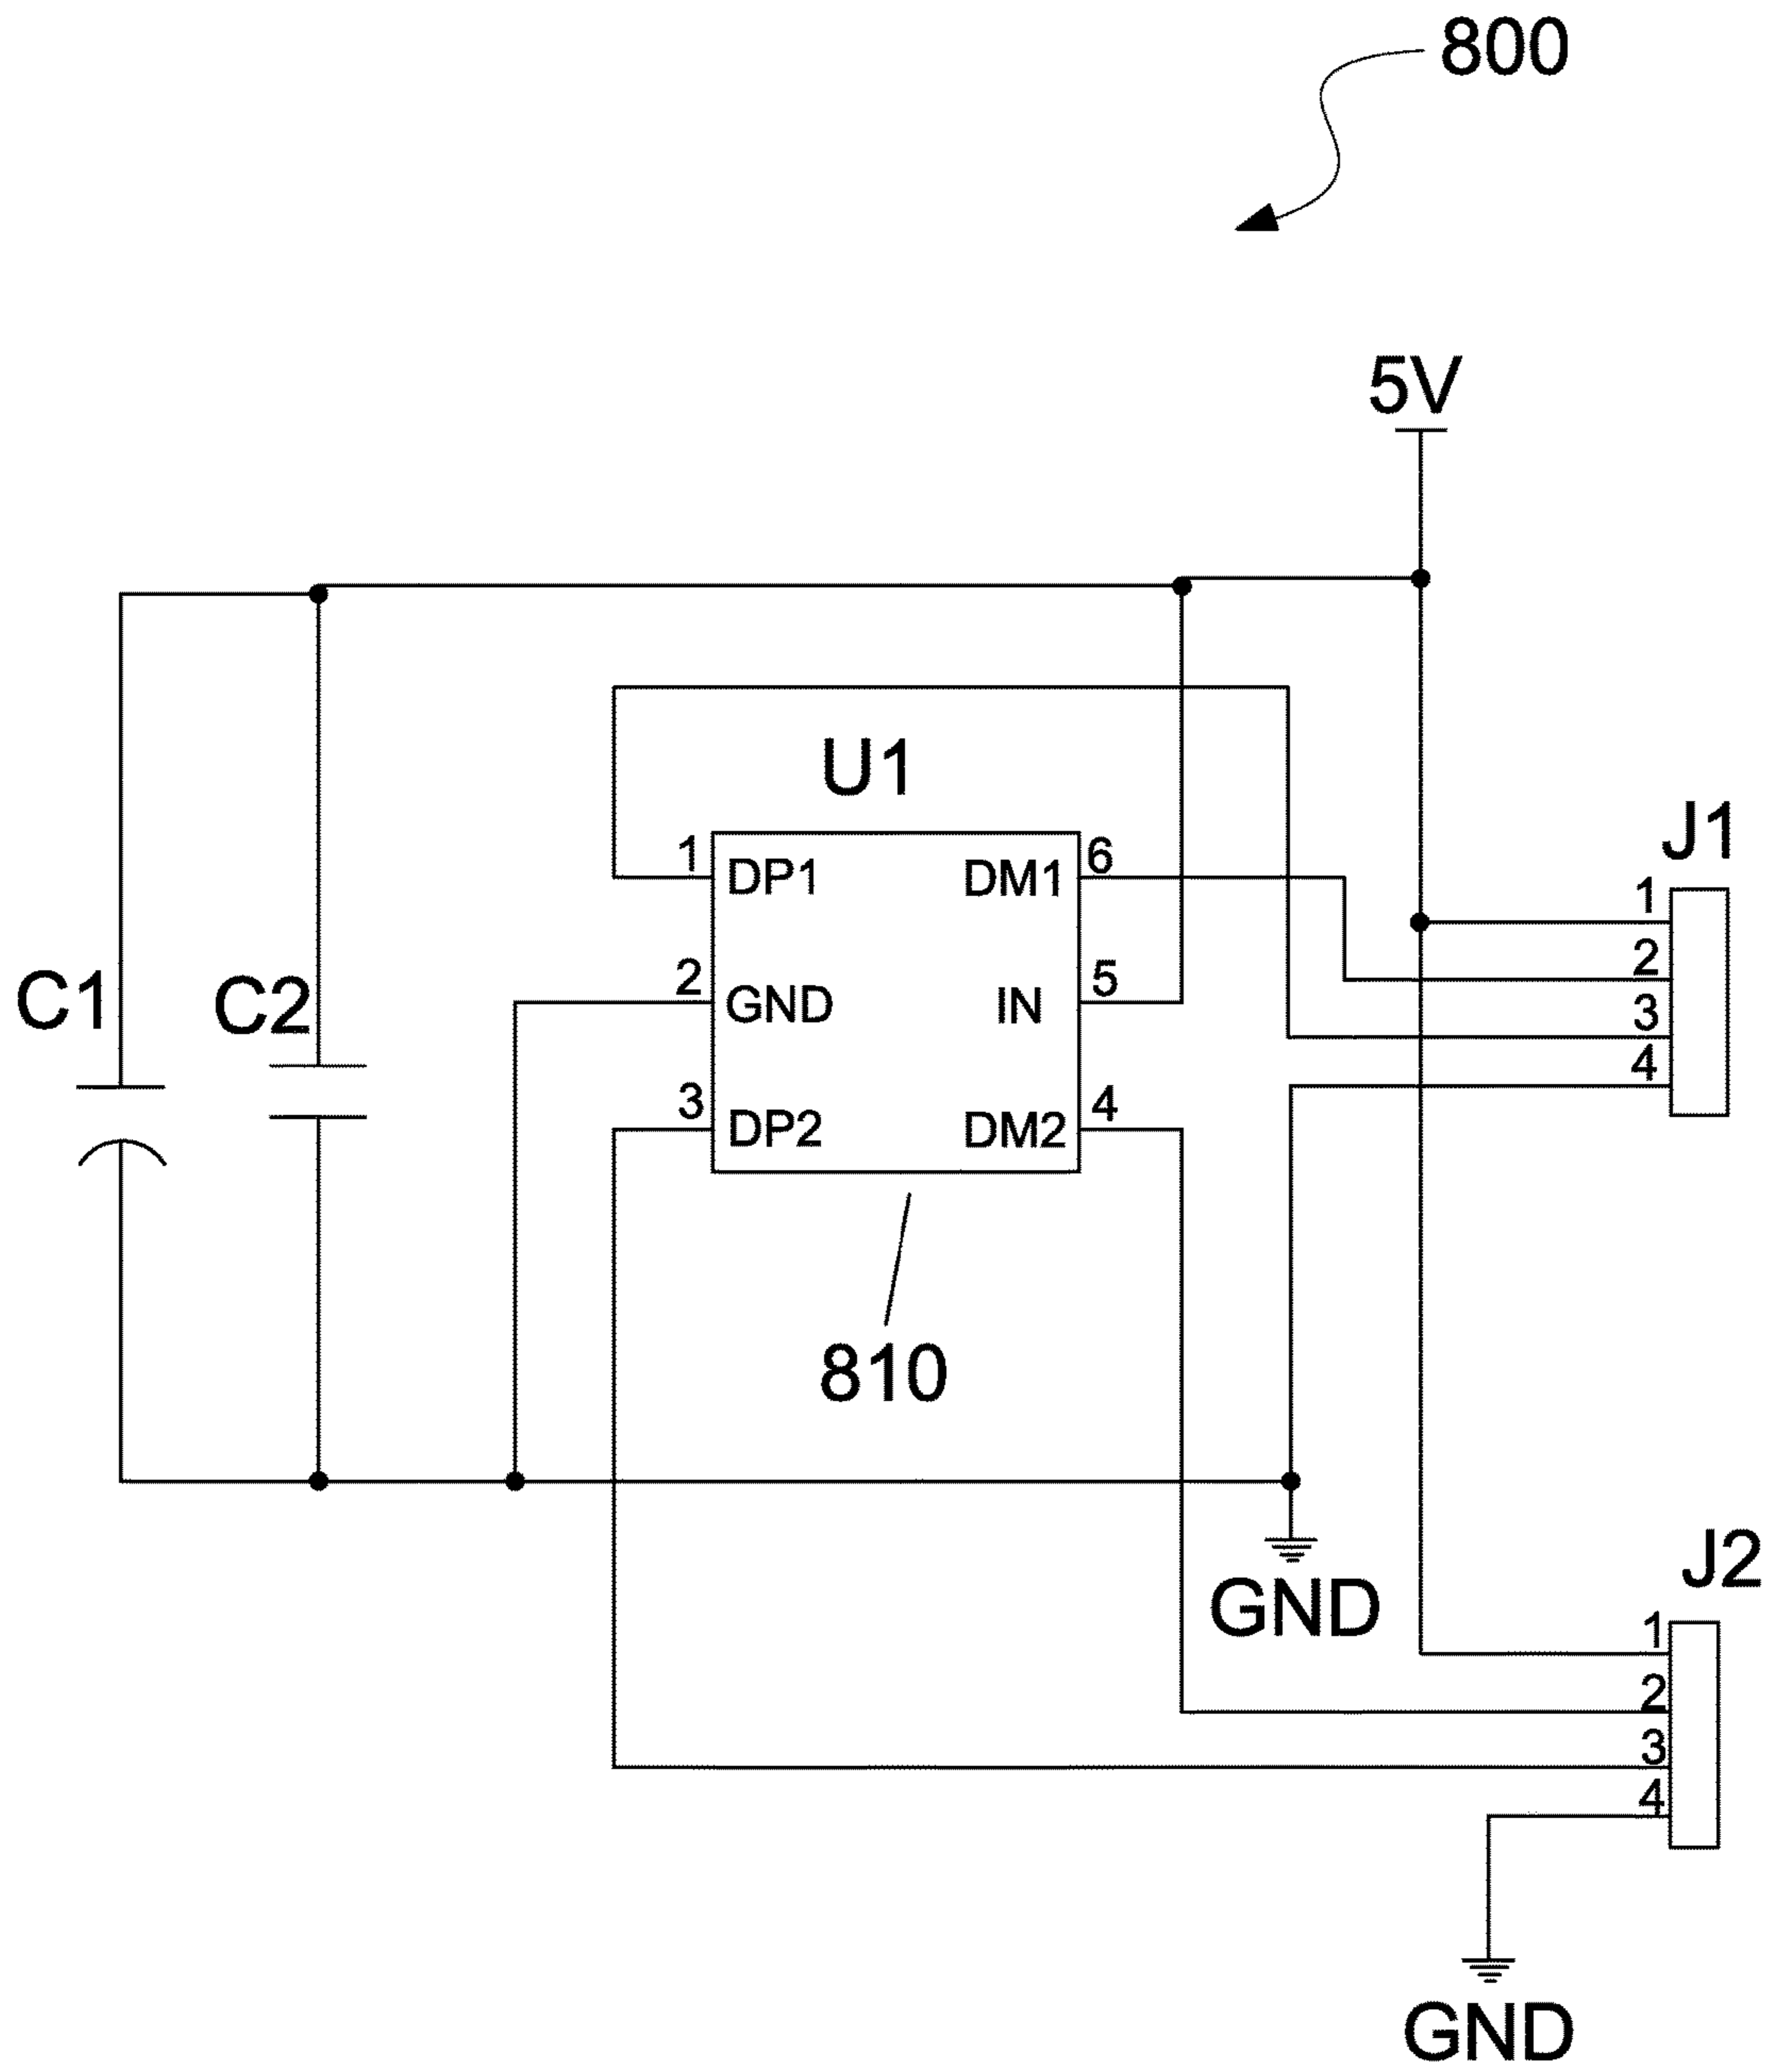 800
5V
U1
J1
1 DP1 DM1 6
1
2
C1 C2 2 GND IN 5
3
4
3 DP2 DM2 4
810
J2
GND
1
2
3
4
GND